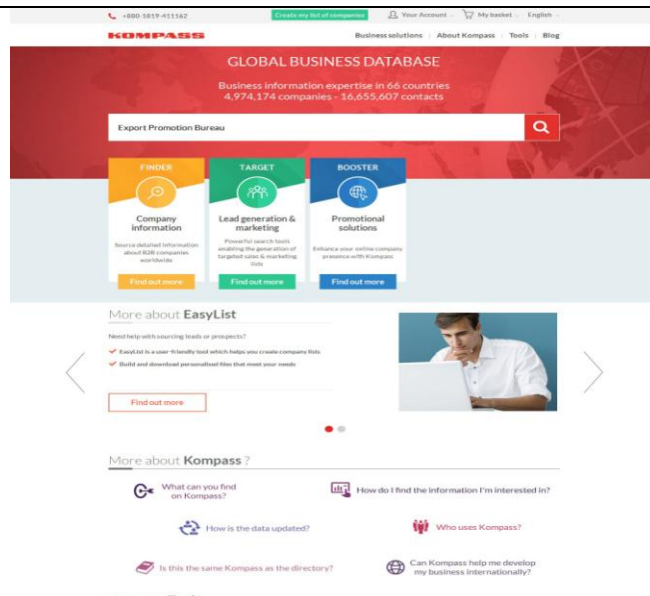 +880-1819-411162
Create my list of companies
Your Account
My basket
English
KOMPASS
Business solutions
About Kompass
Tools
Blog
GLOBAL BUSINESS DATABASE
Business information expertise in 66 countries
4,974,174 companies - 16,655,607 contacts
Export Promotion Bureau
FINDER
Company
information
Source detailed information
about B2B companies
worldwide
Find out more
TARGET
Lead generation &
marketing
Powerful search tools
enabling the generation of
targeted sales & marketing
lists
Find out more
BOOSTER
Promotional
solutions
Enhance your online company
presence with Kompass
Find out more
More about EasyList
Need help with sourcing leads or prospects?
EasyList is a user-friendly tool which helps you create company lists
Build and download personalised files that meet your needs
Find out more
More about Kompass ?
What can you find
on Kompass?
How do I find the information I'm interested in?
How is the data updated?
Who uses Kompass?
Is this the same Kompass as the directory?
Can Kompass help me develop
my business internationally?